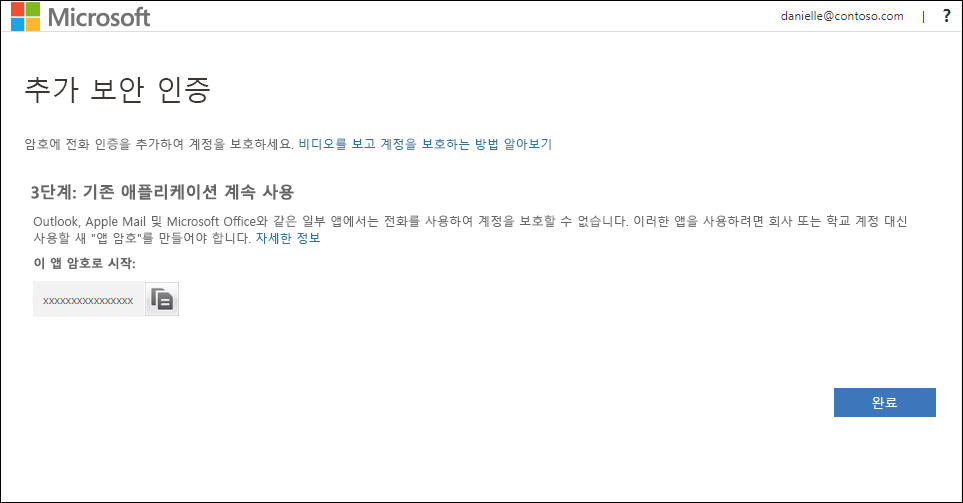 Microsoft
danielle@contoso.com | ?
추가 보안 인증
암호에 전화 인증을 추가하여 계정을 보호하세요. 비디오를 보고 계정을 보호하는 방법 알아보기
3단계: 기존 애플리케이션 계속 사용
Outlook, Apple Mail 및 Microsoft Office와 같은 일부 앱에서는 전화를 사용하여 계정을 보호할 수 없습니다. 이러한 앱을 사용하려면 회사 또는 학교 계정 대신
사용할 새 "앱 암호"를 만들어야 합니다. 자세한 정보
이 앱 암호로 시작:
xxxxxxxxxxxxxxxx
완료